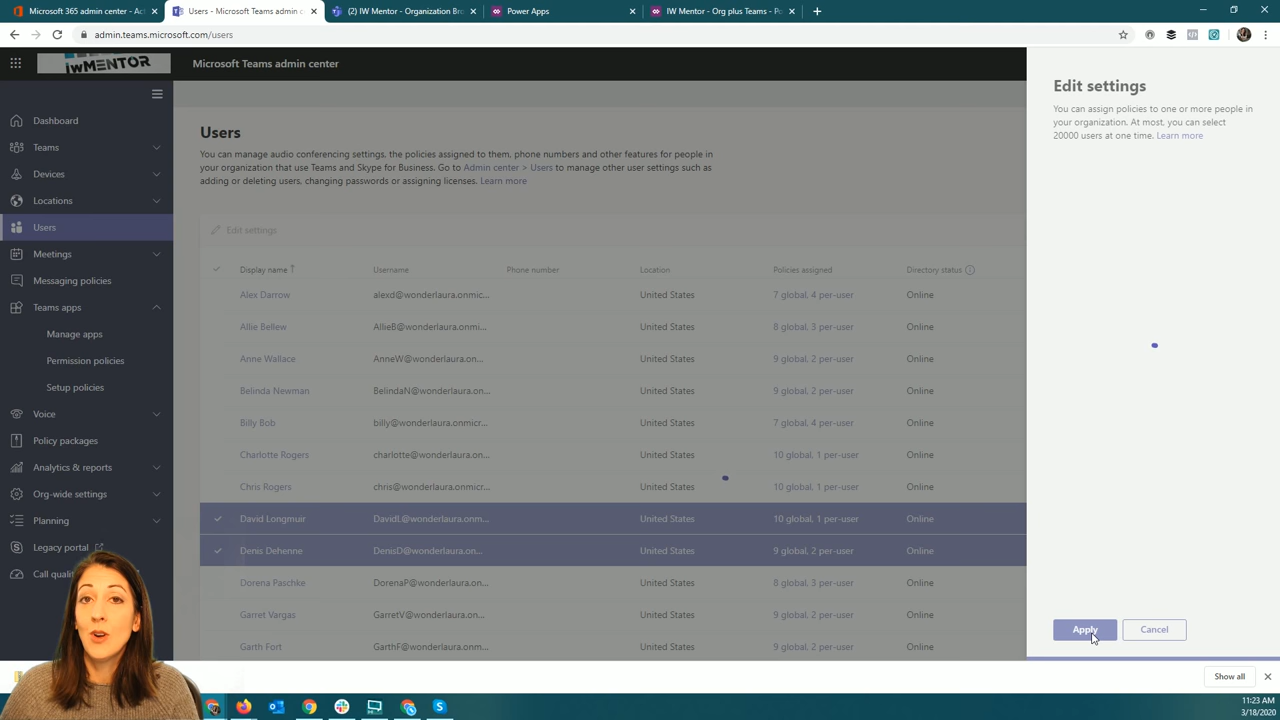 Microsoft 365 admin center - Act
Users - Microsoft Teams admin c
(2) IW Mentor - Organization Bro
Power Apps
IW Mentor - Org plus Teams - Po
admin.teams.microsoft.com/users
IWMENTOR
Microsoft Teams admin center
Dashboard
Teams
Devices
Locations
Users
Meetings
Messaging policies
Teams apps
Manage apps
Permission policies
Setup policies
Voice
Policy packages
Analytics & reports
Org-wide settings
Planning
Legacy portal
Call qual
Users
You can manage audio conferencing settings, the policies assigned to them, phone numbers and other features for people in
your organization that use Teams and Skype for Business. Go to Admin center > Users to manage other user settings such as
adding or deleting users, changing passwords or assigning licenses. Learn more
Edit settings
Display name Username Phone number Location Policies assigned Directory status
Alex Darrow alexd@wonderlaura.onmic... United States 7 global, 4 per-user Online
Allie Bellew AllieB@wonderlaura.onmi... United States 8 global, 3 per-user Online
Anne Wallace AnneW@wonderlaura.onm... United States 9 global, 2 per-user Online
Belinda Newman BelindaN@wonderlaura.on... United States 9 global, 2 per-user Online
Billy Bob billy@wonderlaura.onmicr... United States 7 global, 4 per-user Online
Charlotte Rogers charlotte@wonderlaura.on... United States 10 global, 1 per-user Online
Chris Rogers chris@wonderlaura.onmicr... United States 10 global, 1 per-user Online
David Longmuir DavidL@wonderlaura.onm... United States 10 global, 1 per-user Online
Denis Dehenne DenisD@wonderlaura.onm... United States 9 global, 2 per-user Online
Dorena Paschke DorenaP@wonderlaura.on... United States 8 global, 3 per-user Online
Garret Vargas GarretV@wonderlaura.onm... United States 9 global, 2 per-user Online
Garth Fort GarthF@wonderlaura.onm... United States 9 global, 2 per-user Online
Edit settings
You can assign policies to one or more people in
your organization. At most, you can select
20000 users at one time. Learn more
Apply
Cancel
Show all
11:23 AM
3/18/2020